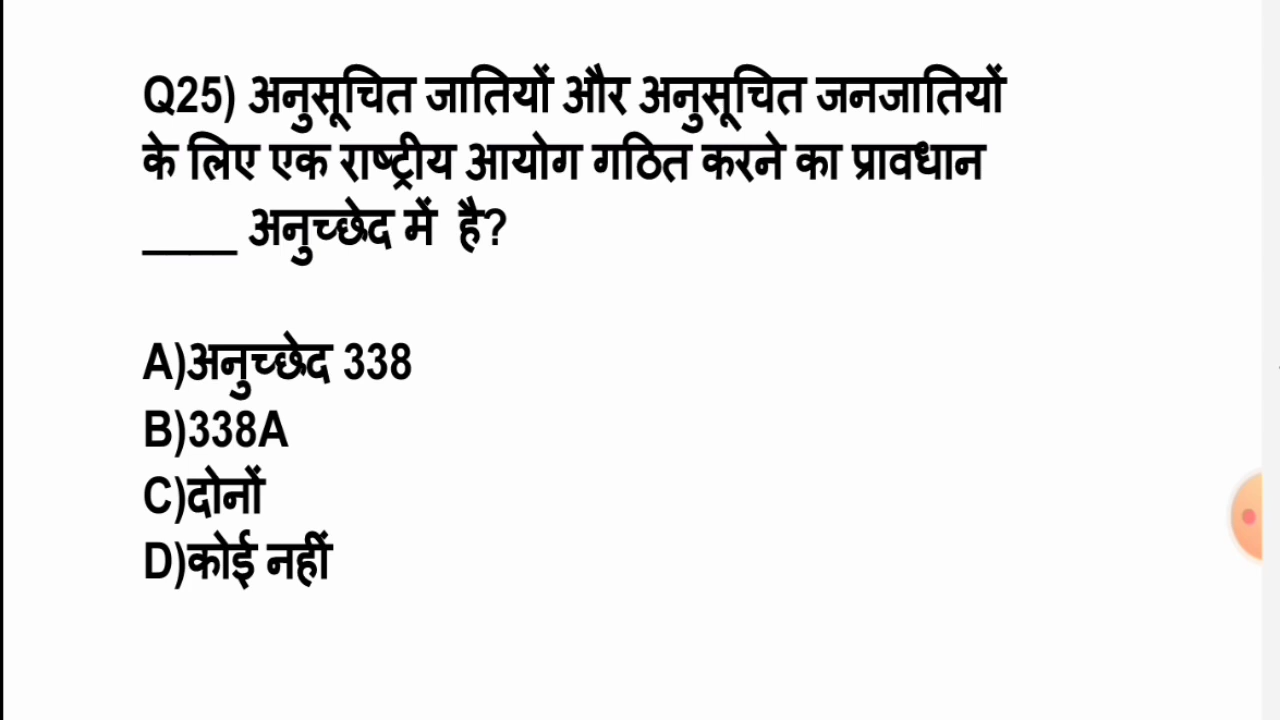 Q25) अनुसूचित जातियों और अनुसूचित जनजातियों
के लिए एक राष्ट्रीय आयोग गठित करने का प्रावधान
____ अनुच्छेद में है?
A)अनुच्छेद 338
B)338A
C)दोनों
D)कोई नहीं